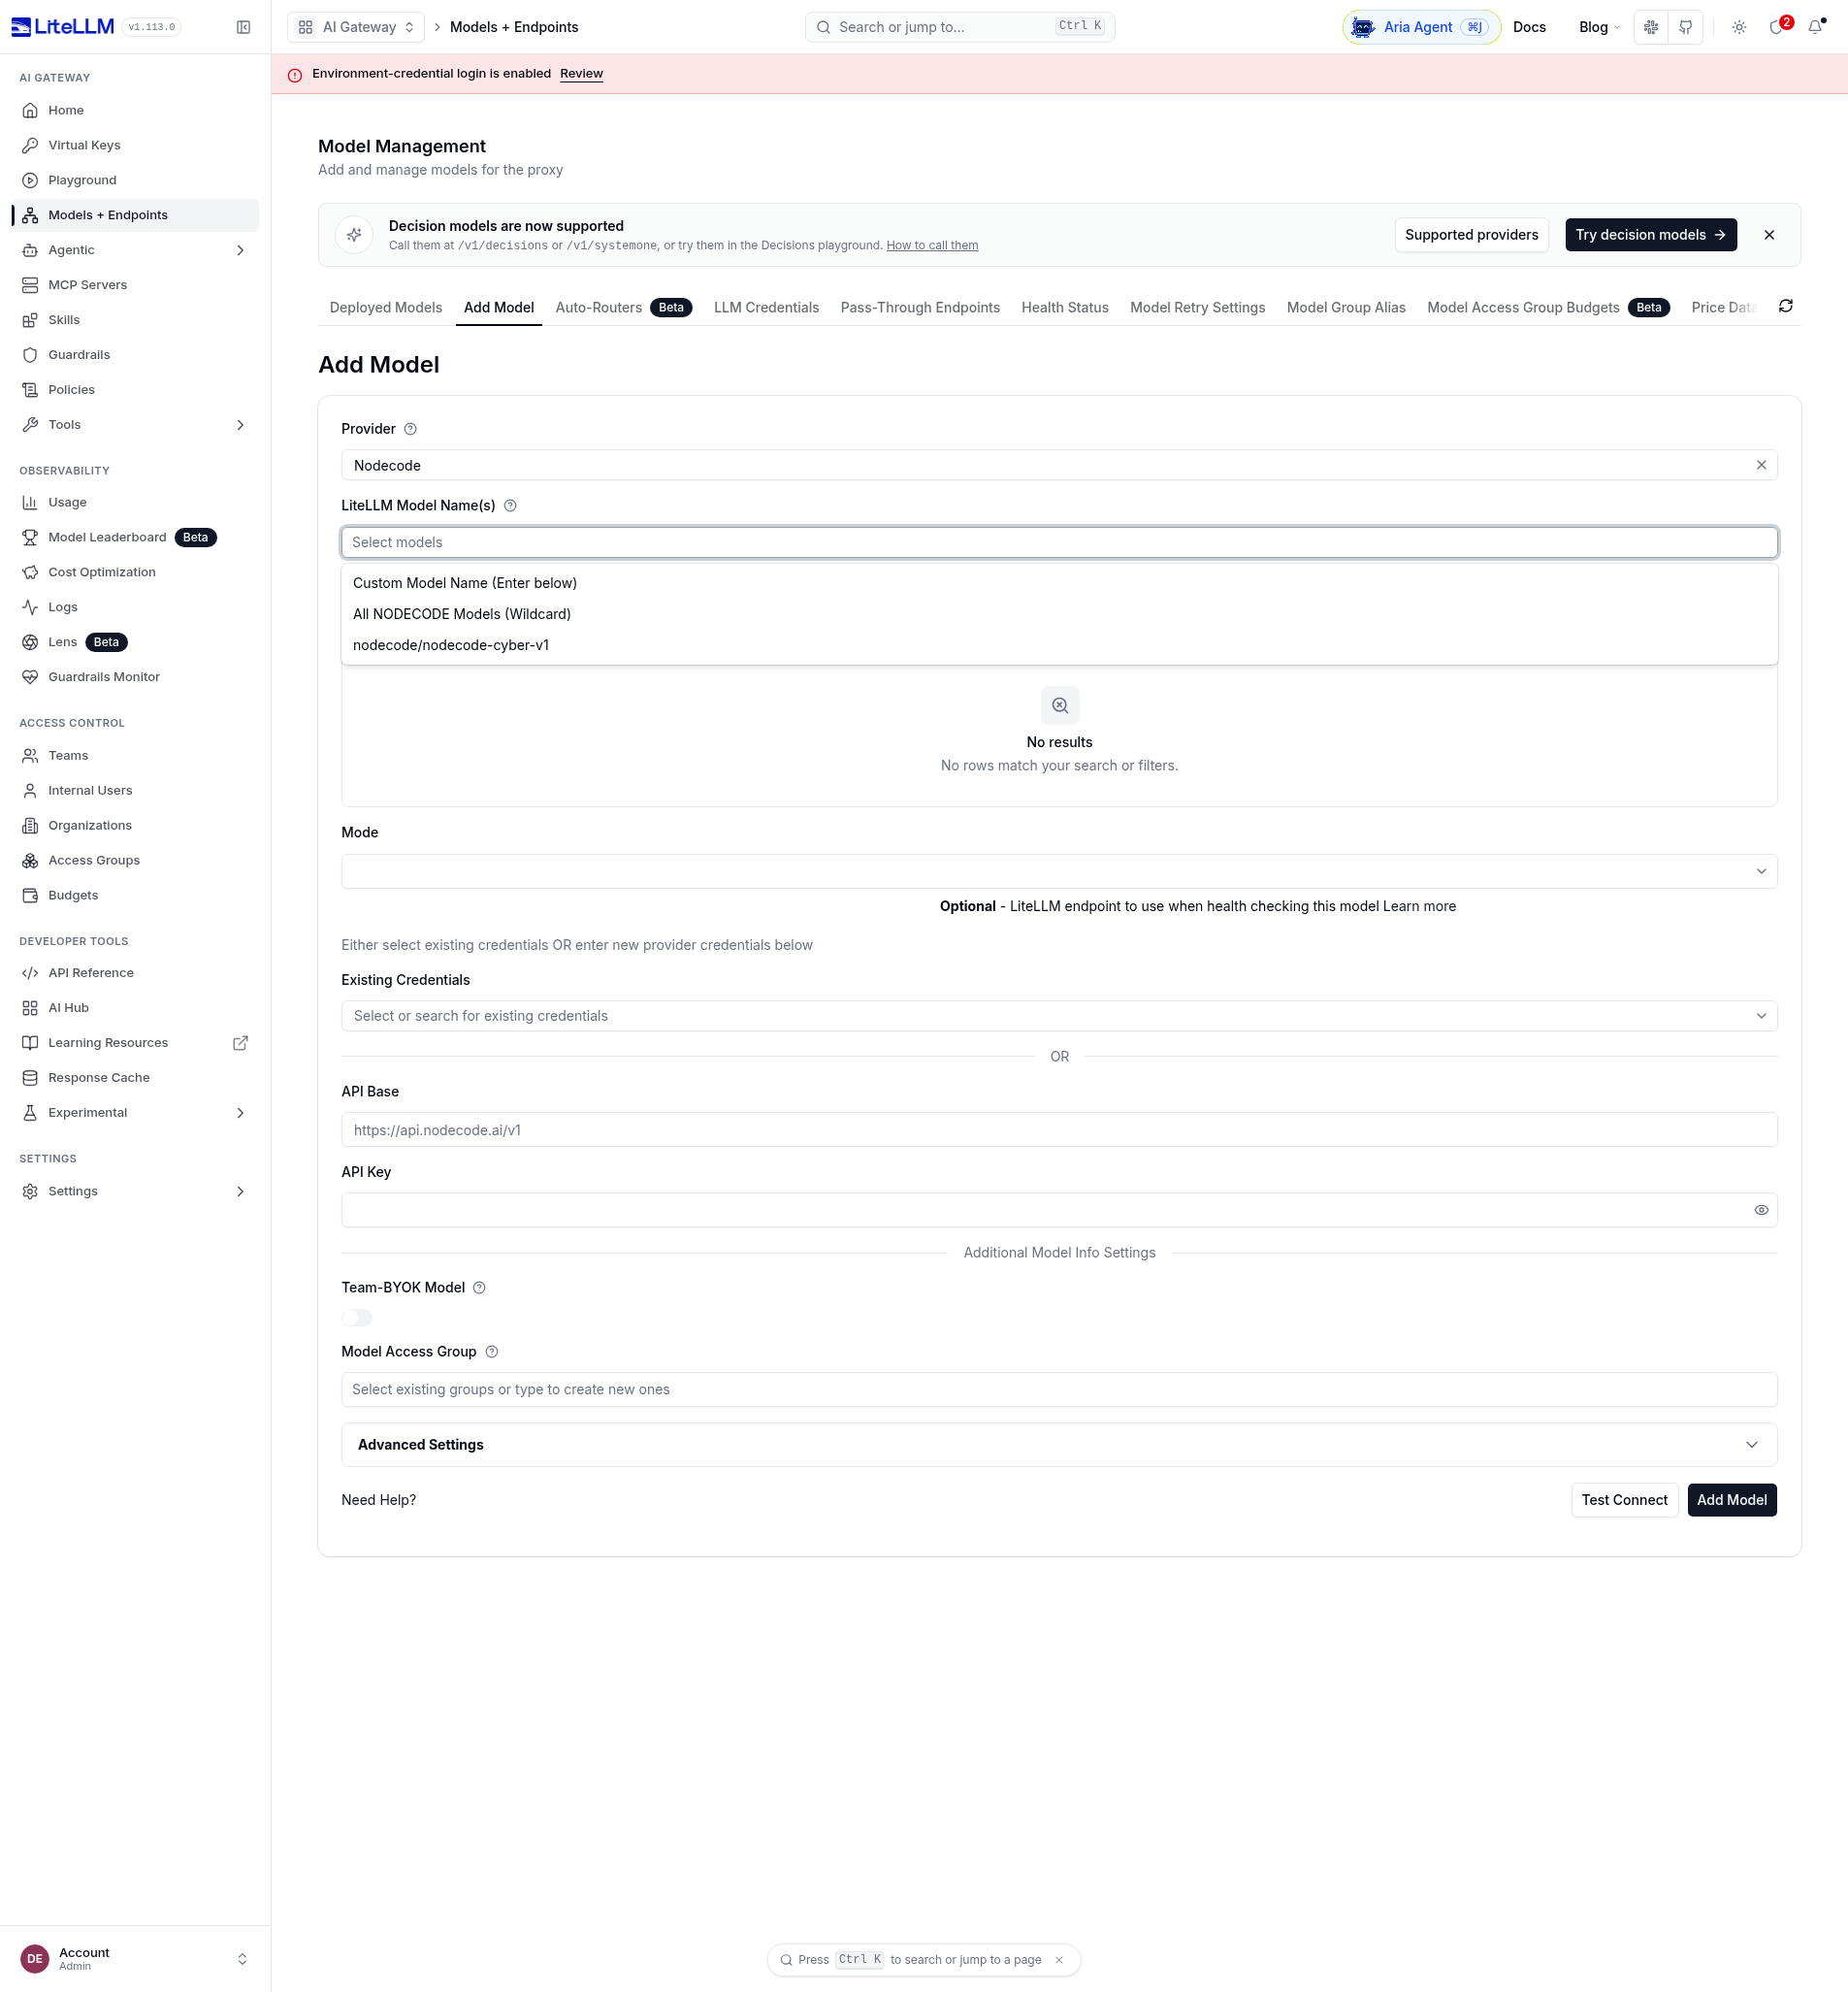 LiteLLM v1.113.0
AI Gateway
Models + Endpoints
Search or jump to... Ctrl K
Aria Agent ⌘J
Docs
Blog
2
Environment-credential login is enabled Review
AI GATEWAY
Home
Virtual Keys
Playground
Models + Endpoints
Agentic
MCP Servers
Skills
Guardrails
Policies
Tools
OBSERVABILITY
Usage
Model Leaderboard Beta
Cost Optimization
Logs
Lens Beta
Guardrails Monitor
ACCESS CONTROL
Teams
Internal Users
Organizations
Access Groups
Budgets
DEVELOPER TOOLS
API Reference
AI Hub
Learning Resources
Response Cache
Experimental
SETTINGS
Settings
DE
Account
Admin
Model Management
Add and manage models for the proxy
Decision models are now supported
Call them at /v1/decisions or /v1/systemone, or try them in the Decisions playground. How to call them
Supported providers
Try decision models
Deployed Models Add Model Auto-Routers Beta LLM Credentials Pass-Through Endpoints Health Status Model Retry Settings Model Group Alias Model Access Group Budgets Beta Price Data
Add Model
Provider
Nodecode
LiteLLM Model Name(s)
Select models
Custom Model Name (Enter below)
All NODECODE Models (Wildcard)
nodecode/nodecode-cyber-v1
No results
No rows match your search or filters.
Mode
Optional - LiteLLM endpoint to use when health checking this model Learn more
Either select existing credentials OR enter new provider credentials below
Existing Credentials
Select or search for existing credentials
OR
API Base
https://api.nodecode.ai/v1
API Key
Additional Model Info Settings
Team-BYOK Model
Model Access Group
Select existing groups or type to create new ones
Advanced Settings
Need Help?
Test Connect
Add Model
Press Ctrl K to search or jump to a page